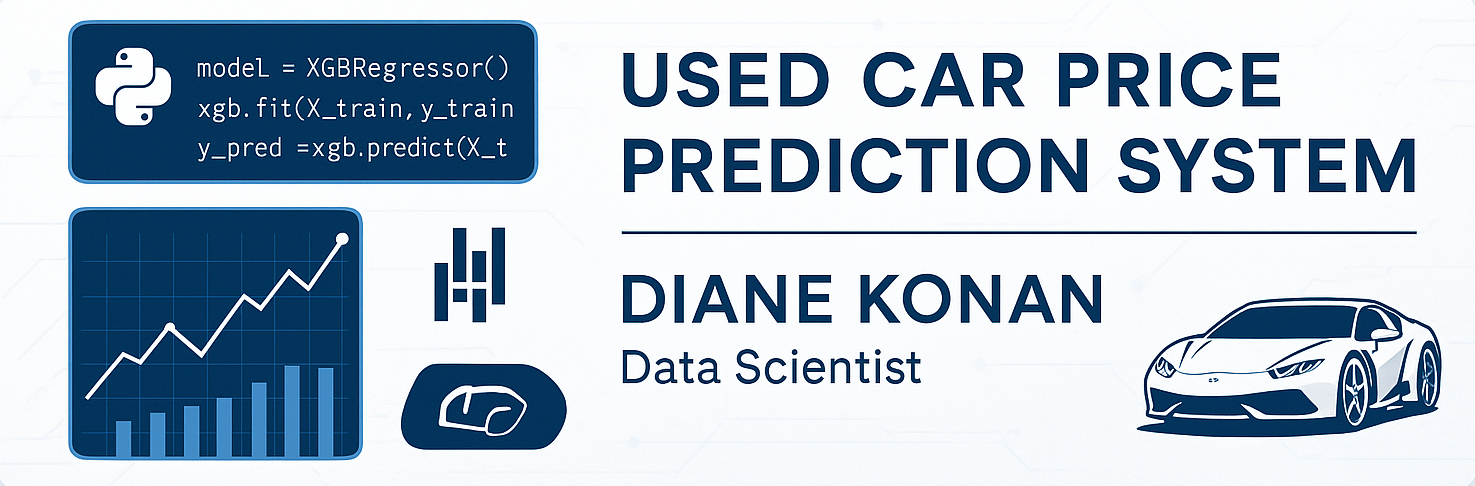 model = XGBRegressor()
xgb.fit(X_train, y_train
y_pred =xgb.predict(X_t
USED CAR PRICE
PREDICTION SYSTEM
DIANE KONAN
Data Scientist